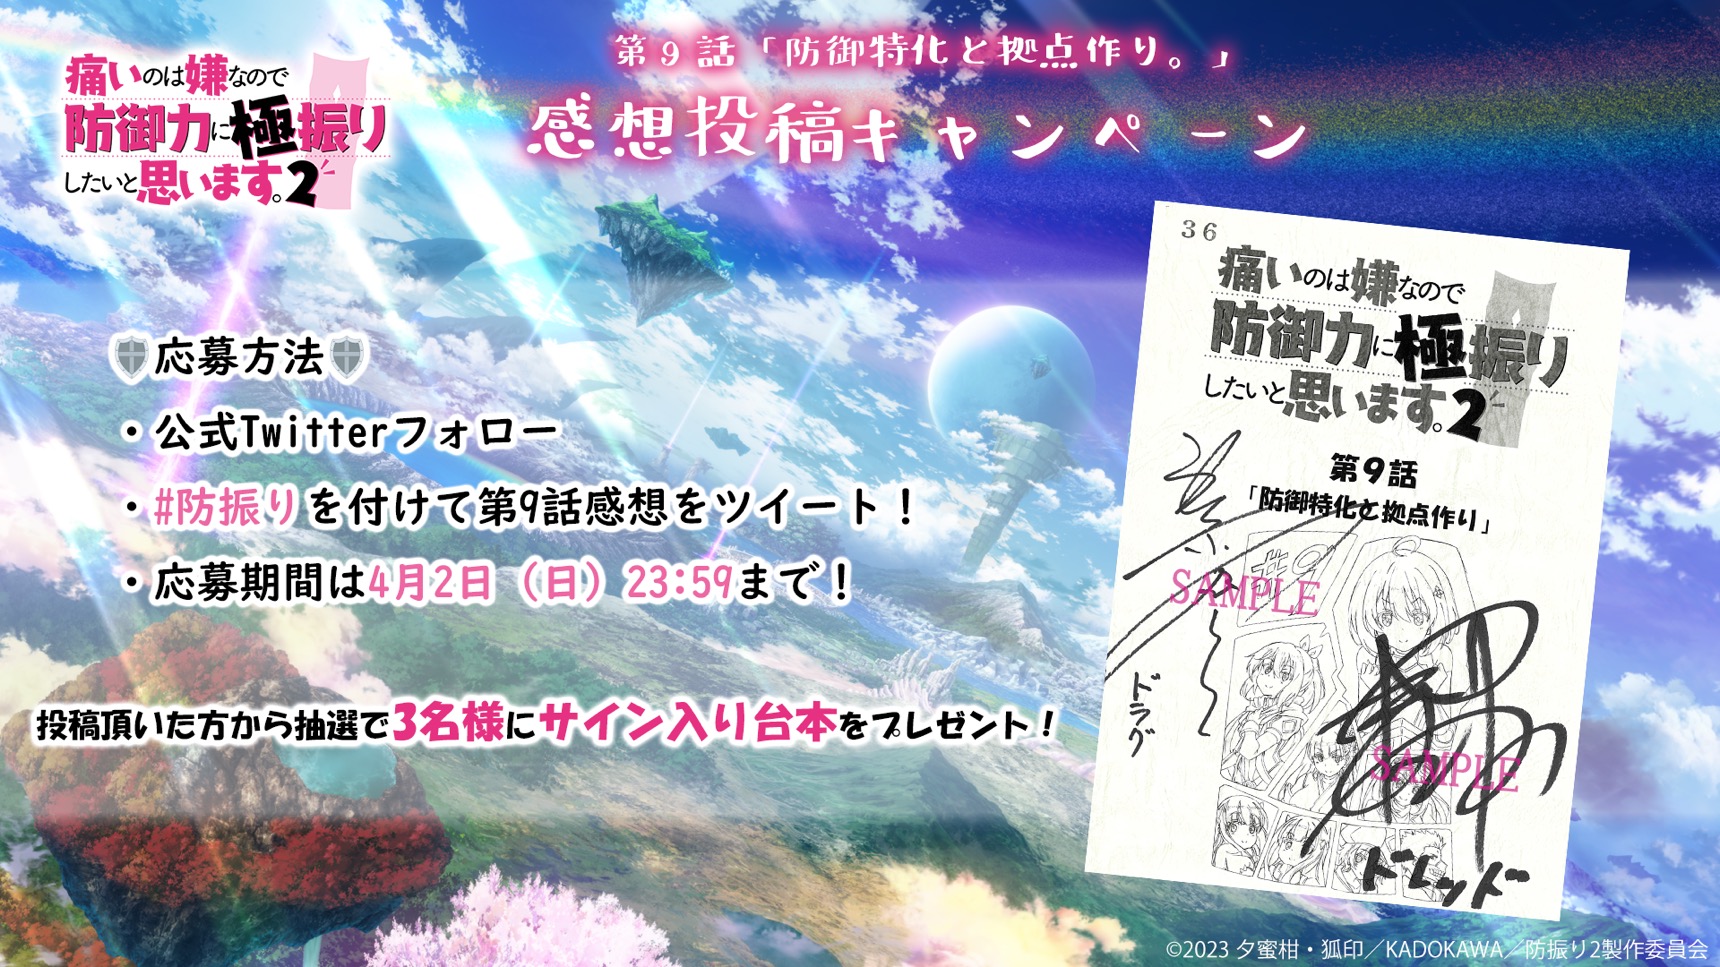 痛いのは嫌なので
防御力に極振り
したいと思います。2
第9話「防御特化と拠点作り。」
感想投稿キャンペーン
応募方法
・公式Twitterフォロー
・#防振りを付けて第9話感想をツイート！
・応募期間は4月2日（日）23:59まで！
投稿頂いた方から抽選で3名様にサイン入り台本をプレゼント！
36
痛いのは嫌なので
防御力に極振り
したいと思います。2
第9話
「防御特化と拠点作り」
#9
SAMPLE
ドラグ
SAMPLE
ドレッド
©2023 夕蜜柑・狐印／KADOKAWA／防振り2製作委員会